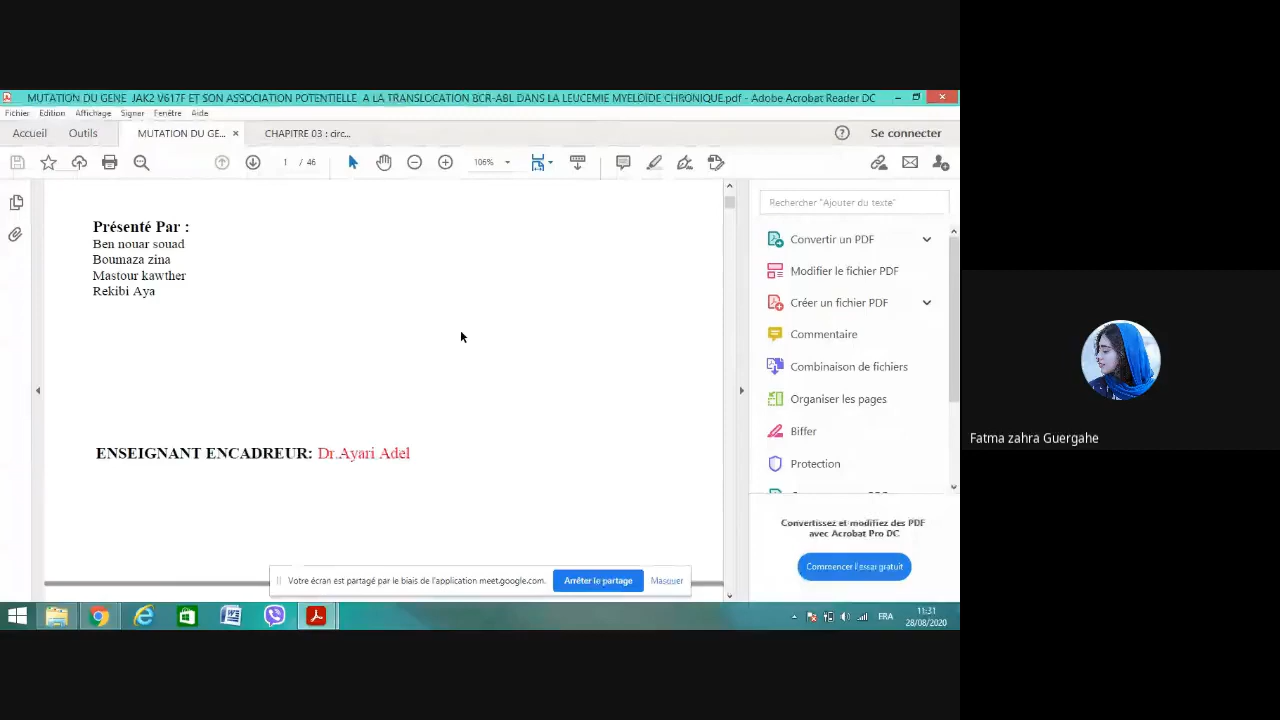 MUTATION DU GENE JAK2 V617F ET SON ASSOCIATION POTENTIELLE A LA TRANSLOCATION BCR-ABL DANS LA LEUCEMIE MYELOÏDE CHRONIQUE.pdf - Adobe Acrobat Reader DC
Fichier Edition Affichage Signer Fenêtre Aide
Accueil Outils MUTATION DU GE... × CHAPITRE 03 : circ... Se connecter
1 / 46 106%
Présenté Par :
Ben nouar souad
Boumaza zina
Mastour kawther
Rekibi Aya
ENSEIGNANT ENCADREUR: Dr.Ayari Adel
Rechercher "Ajouter du texte"
Convertir un PDF
Modifier le fichier PDF
Créer un fichier PDF
Commentaire
Combinaison de fichiers
Organiser les pages
Biffer
Protection
Convertissez et modifiez des PDF
avec Acrobat Pro DC
Commencer l'essai gratuit
Votre écran est partagé par le biais de l'application meet.google.com. Arrêter le partage Masquer
FRA
11:31
28/08/2020
Fatma zahra Guergahe